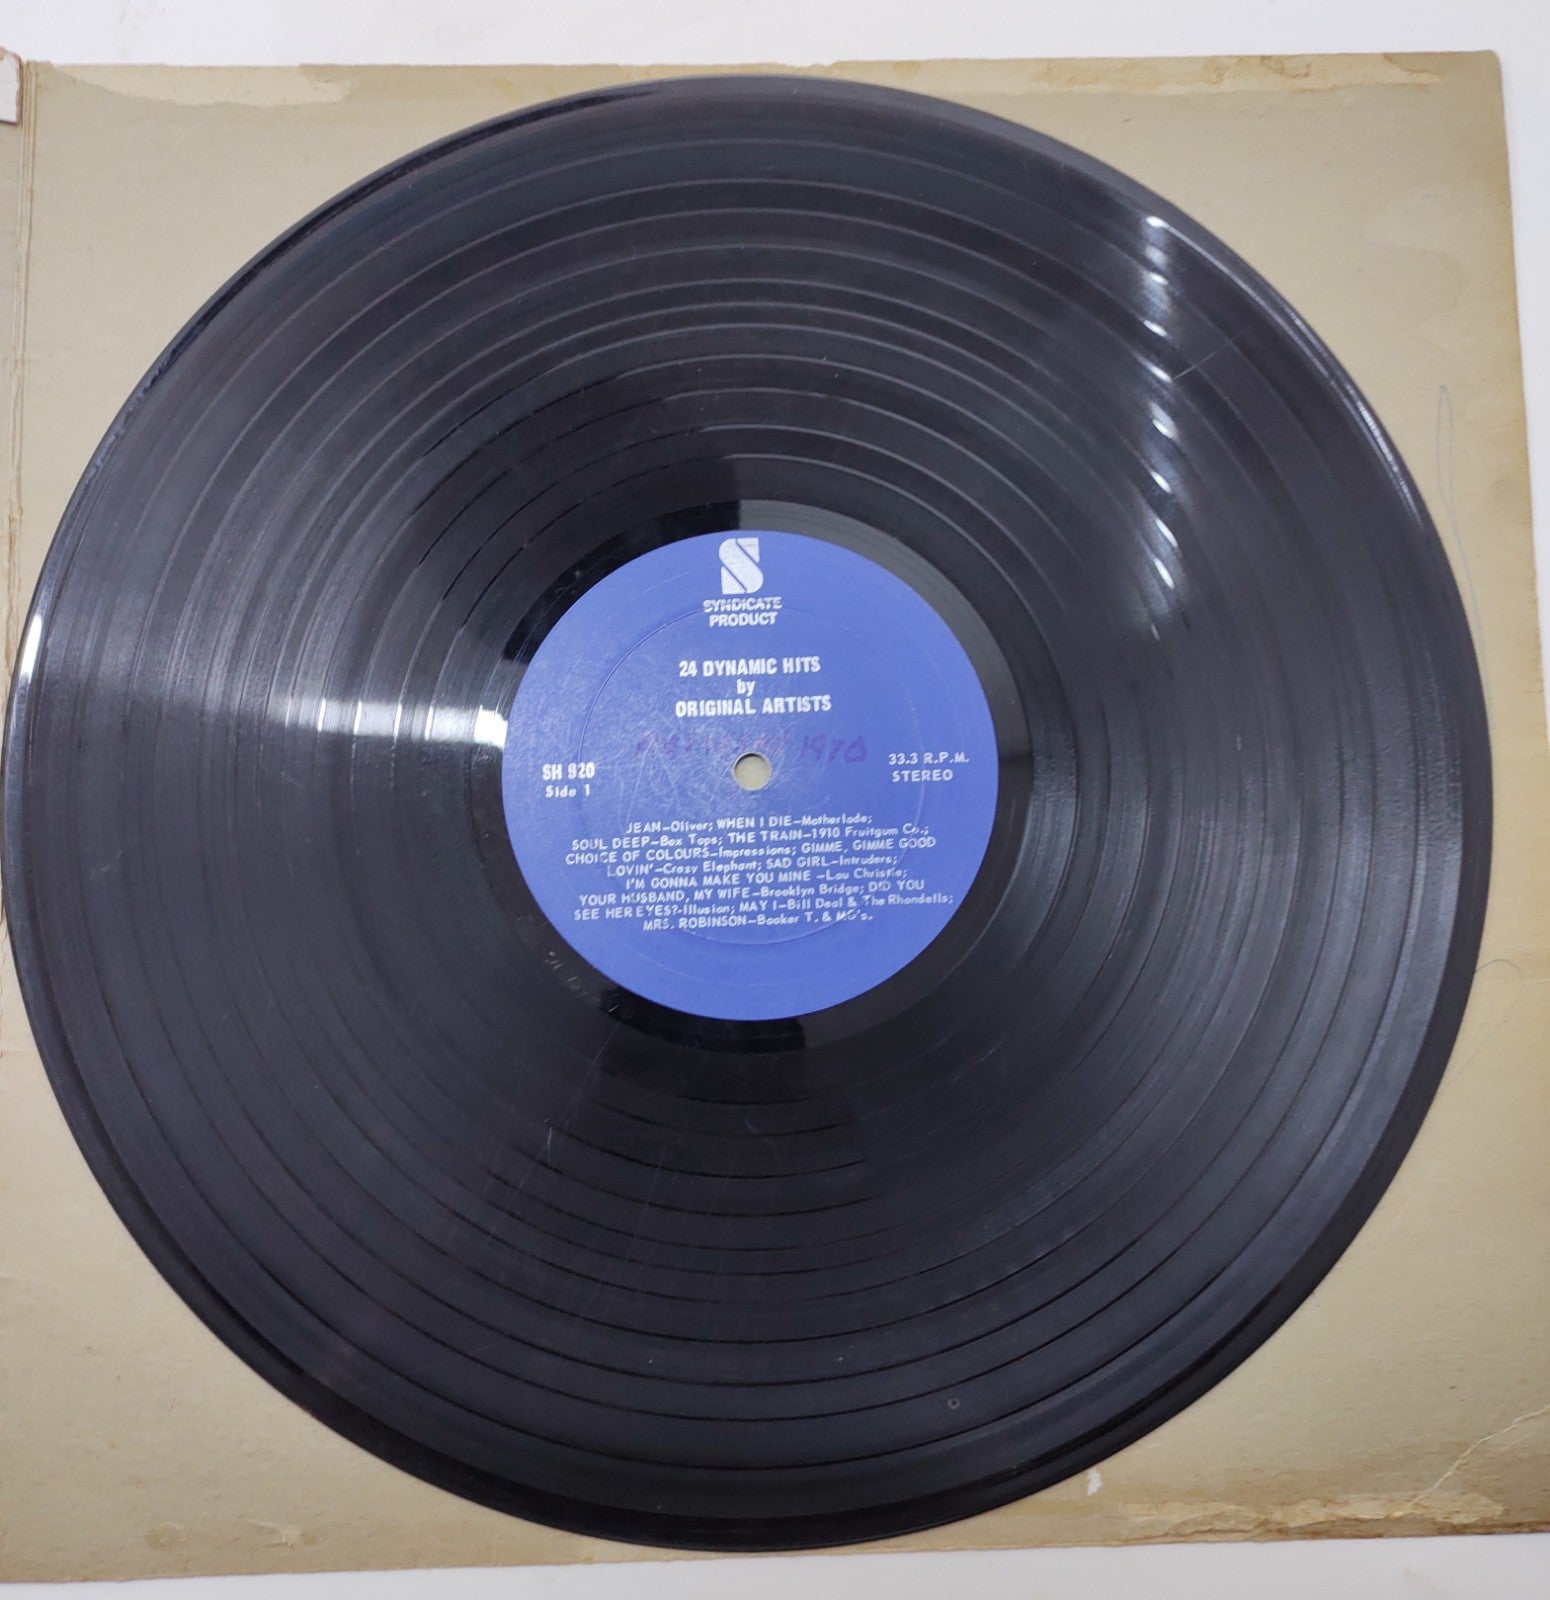 S
SYNDICATE
PRODUCT
24 DYNAMIC HITS
by
ORIGINAL ARTISTS
1970
SH 920
Side 1
33.3 R.P.M.
STEREO
JEAN-Oliver; WHEN I DIE-Motherlode;
SOUL DEEP-Box Tops; THE TRAIN-1910 Fruitgum Co.;
CHOICE OF COLOURS-Impressions; GIMME, GIMME GOOD
LOVIN'-Crazy Elephant; SAD GIRL-Intruders;
I'M GONNA MAKE YOU MINE -Lou Christie;
YOUR HUSBAND, MY WIFE-Brooklyn Bridge; DID YOU
SEE HER EYES?-Illusion; MAY I-Bill Deal & The Rhondells;
MRS. ROBINSON-Booker T. & MG's.